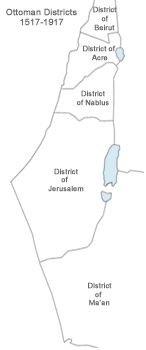 Ottoman Districts
1517-1917
District
of
Beirut
District of
Acre
District
of Nablus
District
of
Jerusalem
District
of
Ma'an